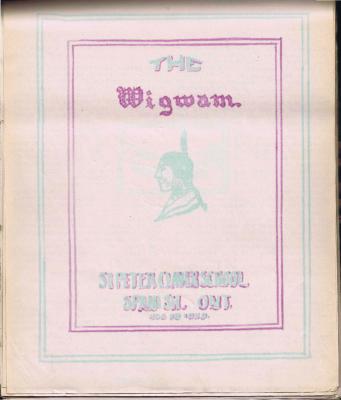 THE
Wigwam.
ST PETER CLAVER SCHOOL
SPANISH. ONT.